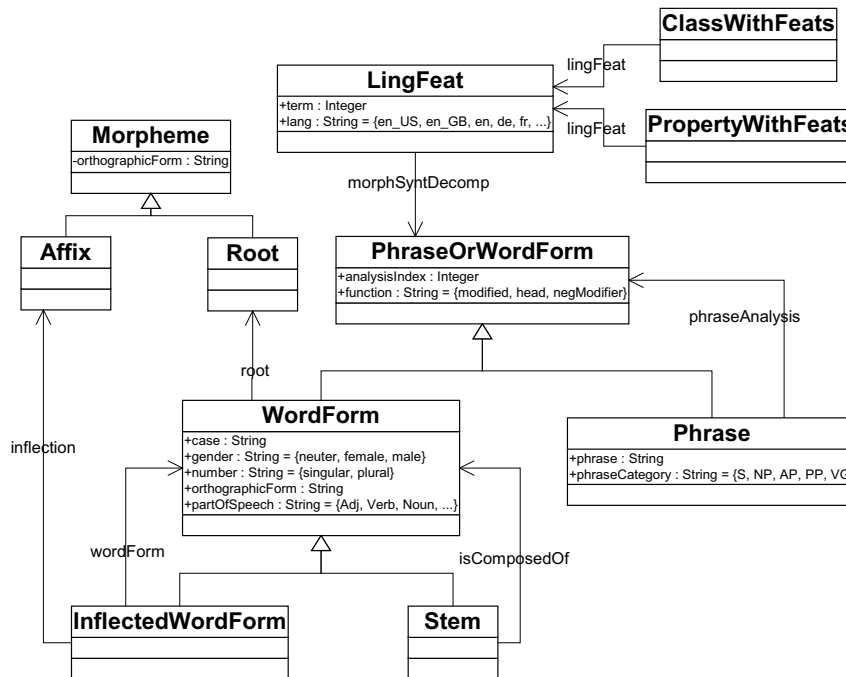 ClassWithFeats
lingFeat
LingFeat
+term : Integer
+lang : String = {en_US, en_GB, en, de, fr, ...}
lingFeat
PropertyWithFeats
Morpheme
-orthographicForm : String
morphSyntDecomp
Affix
Root
PhraseOrWordForm
+analysisIndex : Integer
+function : String = {modified, head, negModifier}
phraseAnalysis
root
WordForm
+case : String
+gender : String = {neuter, female, male}
+number : String = {singular, plural}
+orthographicForm : String
+partOfSpeech : String = {Adj, Verb, Noun, ...}
Phrase
+phrase : String
+phraseCategory : String = {S, NP, AP, PP, VG
inflection
wordForm
isComposedOf
InflectedWordForm
Stem